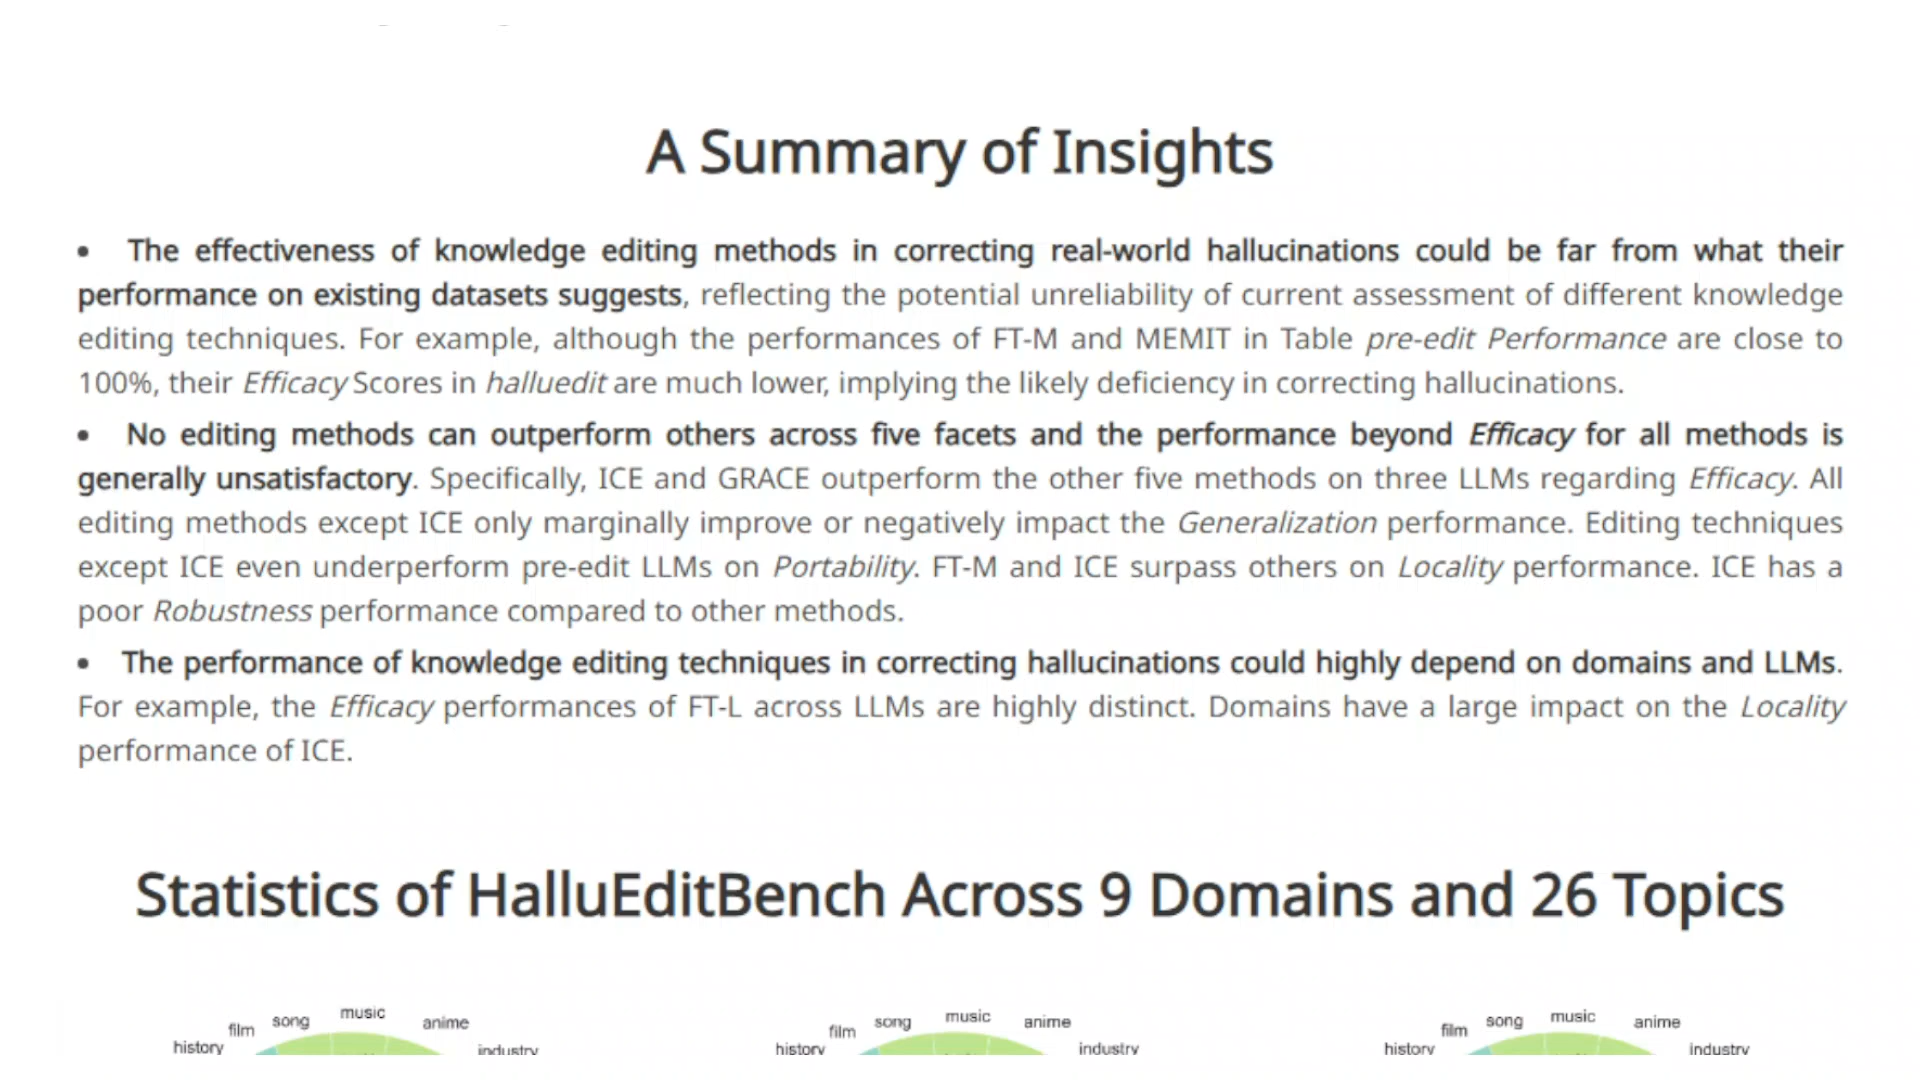 A Summary of Insights
• The effectiveness of knowledge editing methods in correcting real-world hallucinations could be far from what their
performance on existing datasets suggests, reflecting the potential unreliability of current assessment of different knowledge
editing techniques. For example, although the performances of FT-M and MEMIT in Table pre-edit Performance are close to
100%, their Efficacy Scores in halluedit are much lower, implying the likely deficiency in correcting hallucinations.
• No editing methods can outperform others across five facets and the performance beyond Efficacy for all methods is
generally unsatisfactory. Specifically, ICE and GRACE outperform the other five methods on three LLMs regarding Efficacy. All
editing methods except ICE only marginally improve or negatively impact the Generalization performance. Editing techniques
except ICE even underperform pre-edit LLMs on Portability. FT-M and ICE surpass others on Locality performance. ICE has a
poor Robustness performance compared to other methods.
• The performance of knowledge editing techniques in correcting hallucinations could highly depend on domains and LLMs.
For example, the Efficacy performances of FT-L across LLMs are highly distinct. Domains have a large impact on the Locality
performance of ICE.
Statistics of HalluEditBench Across 9 Domains and 26 Topics
history film song music anime industry
history film song music anime industry
history film song music anime industry